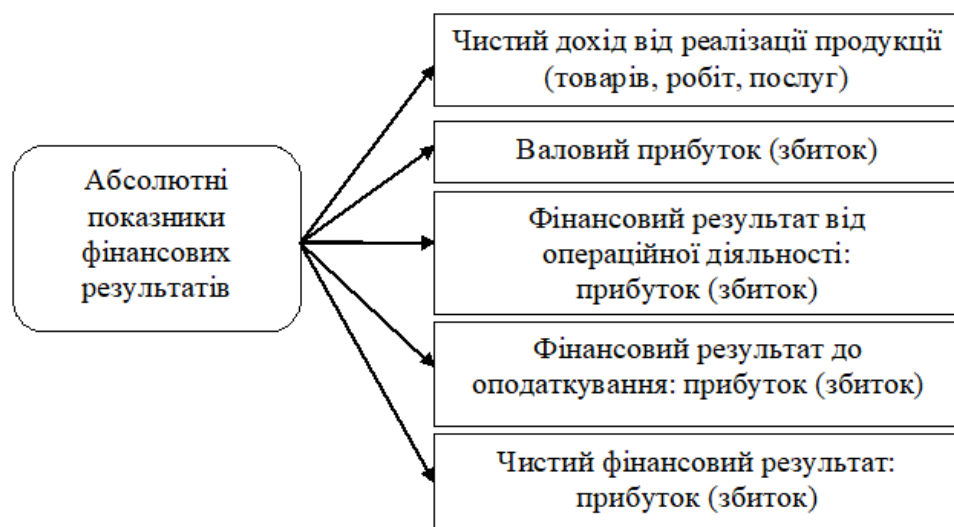 Чистий дохід від реалізації продукції
(товарів, робіт, послуг)
Валовий прибуток (збиток)
Абсолютні
показники
фінансових
результатів
Фінансовий результат від
операційної діяльності:
прибуток (збиток)
Фінансовий результат до
оподаткування: прибуток (збиток)
Чистий фінансовий результат:
прибуток (збиток)